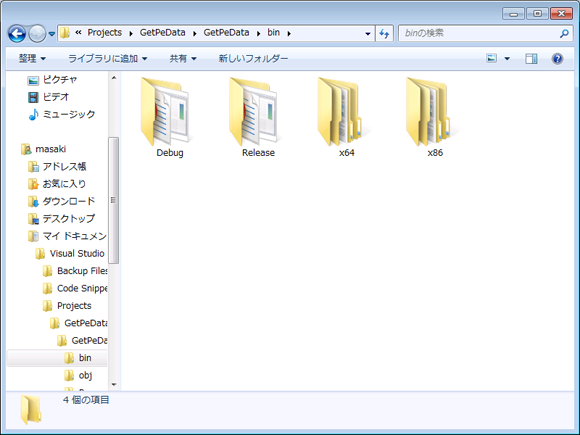 « Projects ▸ GetPeData ▸ GetPeData ▸ bin ▸
binの検索
整理 ライブラリに追加 共有 新しいフォルダー
ピクチャ
ビデオ
ミュージック
masaki
アドレス帳
お気に入り
ダウンロード
デスクトップ
マイ ドキュメン
Visual Studio
Backup Files
Code Snippe
Projects
GetPeData
GetPeDa
bin
obj
Debug
Release
x64
x86
4 個の項目